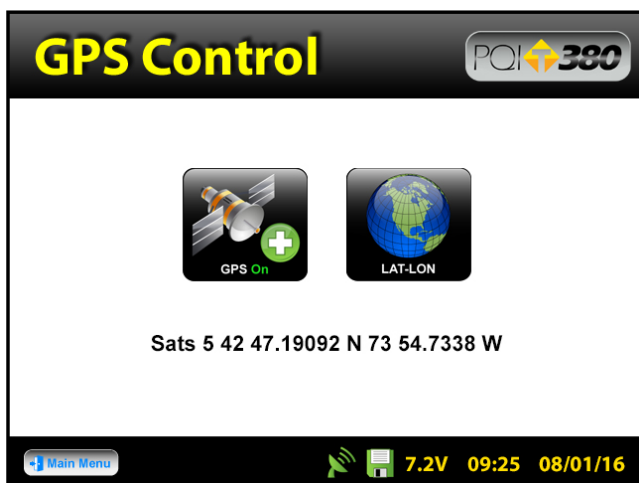 GPS Control
PQI T 380
GPS On
LAT-LON
Sats 5 42 47.19092 N 73 54.7338 W
Main Menu
7.2V 09:25 08/01/16